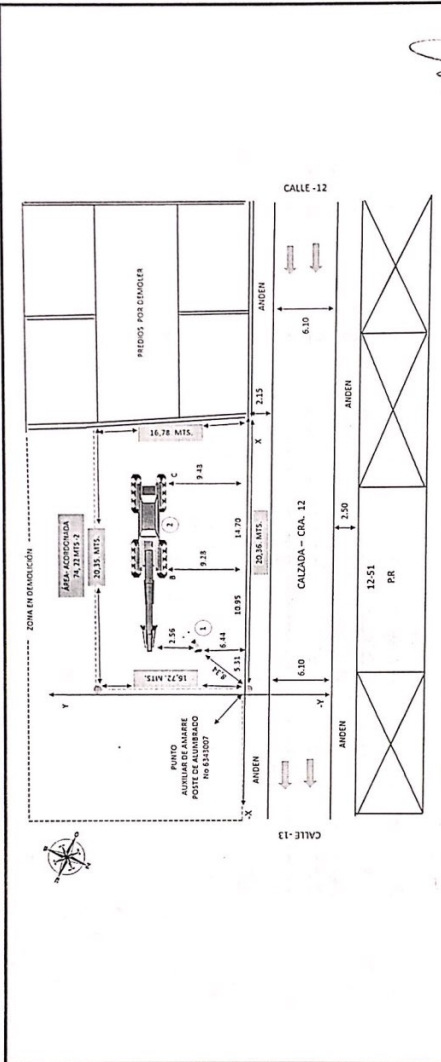 ZONA EN DEMOLICIÓN
ÁREA- ACORDONADA
74,22 MTS-2
20,35 MTS.
PREDIOS POR DEMOLER
Y
16,72 MTS.
16,78 MTS.
2
B
C
1
2.56
9.28
9.43
8.34
6.44
5.31
10.95
14.70
X
2.15
20,36 MTS.
PUNTO
AUXILIAR DE AMARRE
POSTE DE ALUMBRADO
No 6343007
-X
ANDEN
ANDEN
CALLE -13
CALLE -12
6.10
CALZADA – CRA. 12
6.10
-Y
ANDEN
2.50
ANDEN
12-51
P.R